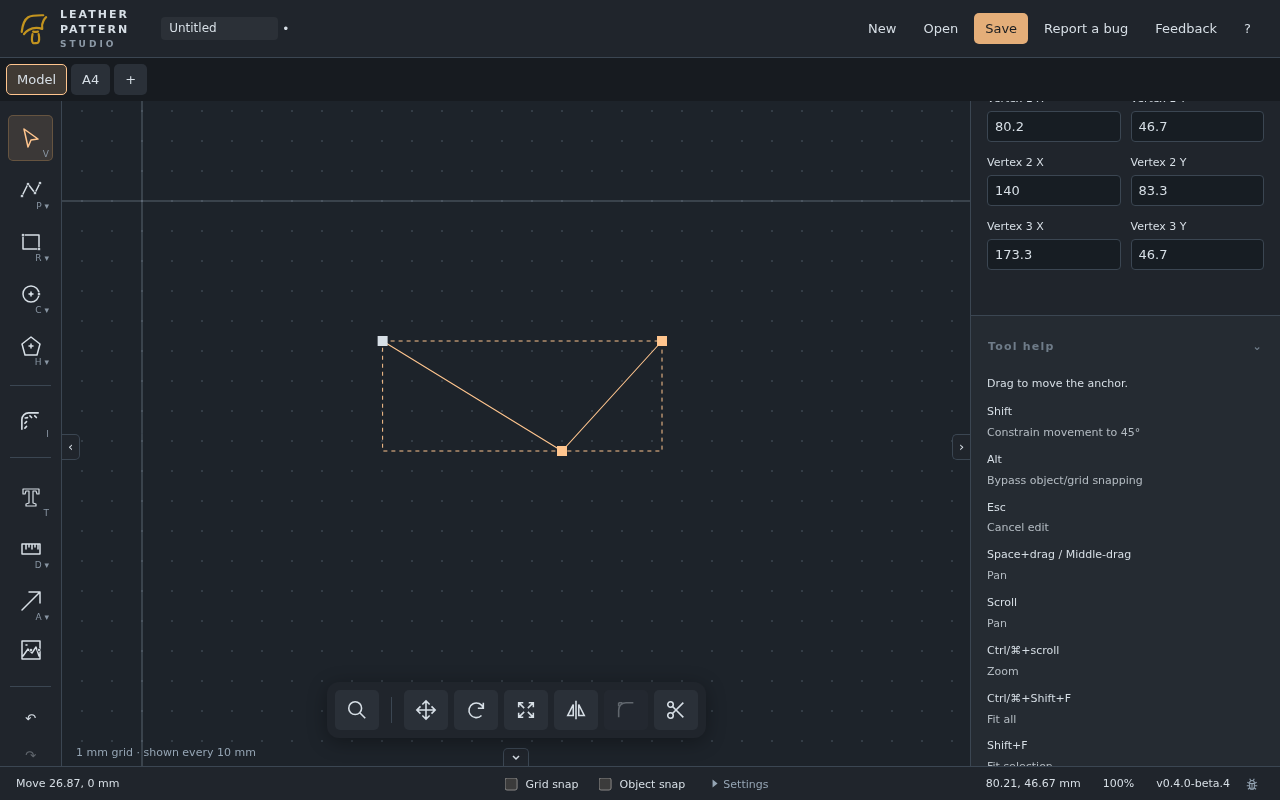 LEATHER
PATTERN
STUDIO
Untitled
•
New
Open
Save
Report a bug
Feedback
?
Model
A4
+
V
P ▾
R ▾
C ▾
H ▾
I
T
D ▾
A ▾
80.2
46.7
Vertex 2 X
Vertex 2 Y
140
83.3
Vertex 3 X
Vertex 3 Y
173.3
46.7
Tool help
Drag to move the anchor.
Shift
Constrain movement to 45°
Alt
Bypass object/grid snapping
Esc
Cancel edit
Space+drag / Middle-drag
Pan
Scroll
Pan
Ctrl/⌘+scroll
Zoom
Ctrl/⌘+Shift+F
Fit all
Shift+F
Fit selection
1 mm grid · shown every 10 mm
Move 26.87, 0 mm
Grid snap
Object snap
Settings
80.21, 46.67 mm
100%
v0.4.0-beta.4